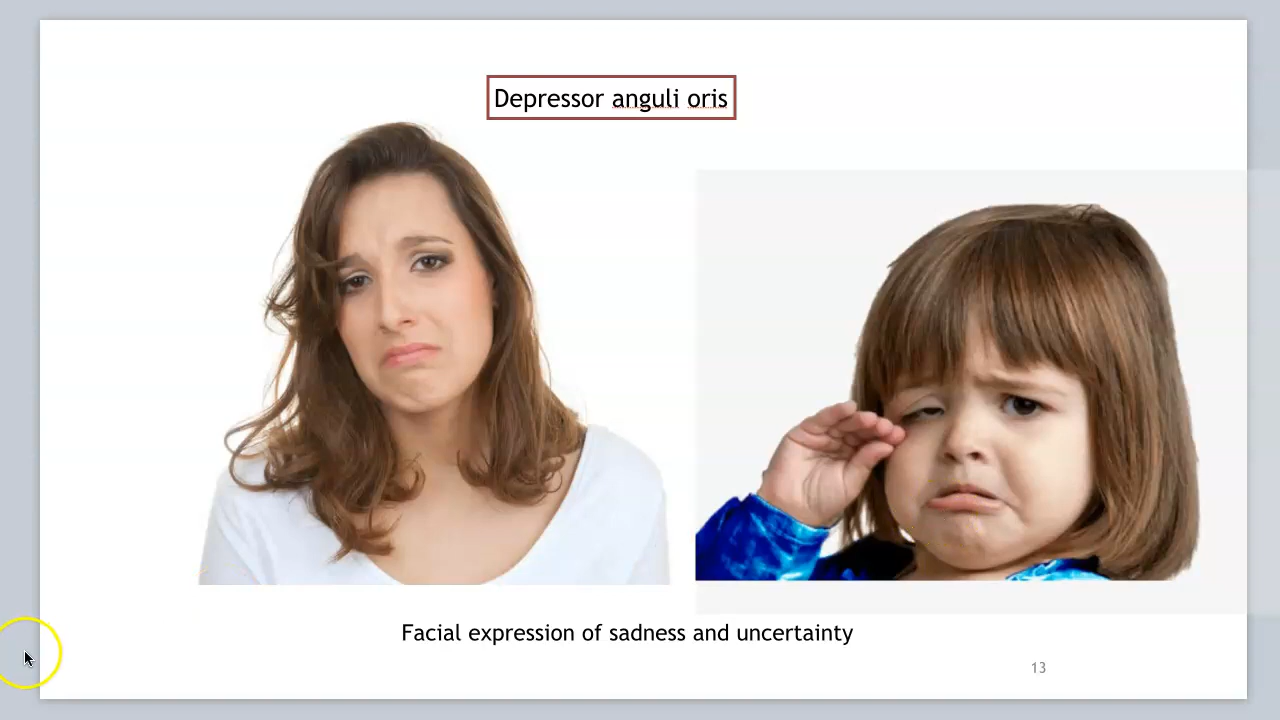 Depressor anguli oris
Facial expression of sadness and uncertainty
13